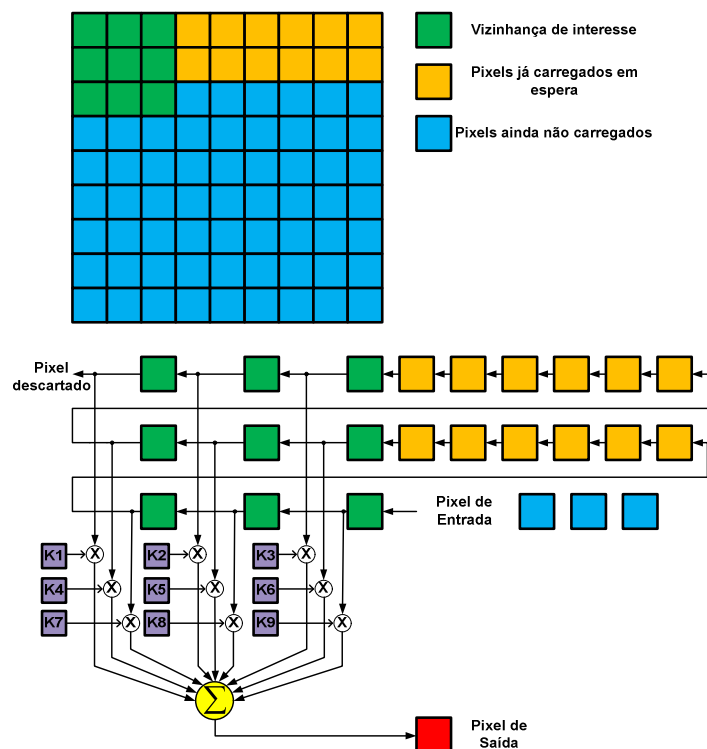 Vizinhança de interesse
Pixels já carregados em
espera
Pixels ainda não carregados
Pixel
descartado
Pixel de
Entrada
K1
X
K2
X
K3
X
K4
X
K5
X
K6
X
K7
X
K8
X
K9
X
Σ
Pixel de
Saída